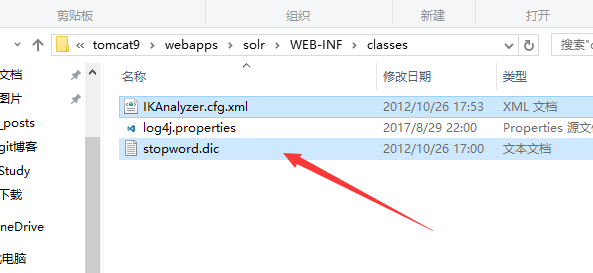 剪贴板 组织 新建 打开
« tomcat9 > webapps > solr > WEB-INF > classes 搜索"c
名称 修改日期 类型
IKAnalyzer.cfg.xml 2012/10/26 17:53 XML 文档
log4j.properties 2017/8/29 22:00 Properties 源文
stopword.dic 2012/10/26 17:00 文本文档
文档
图片
_posts
git博客
Study
下载
neDrive
电脑